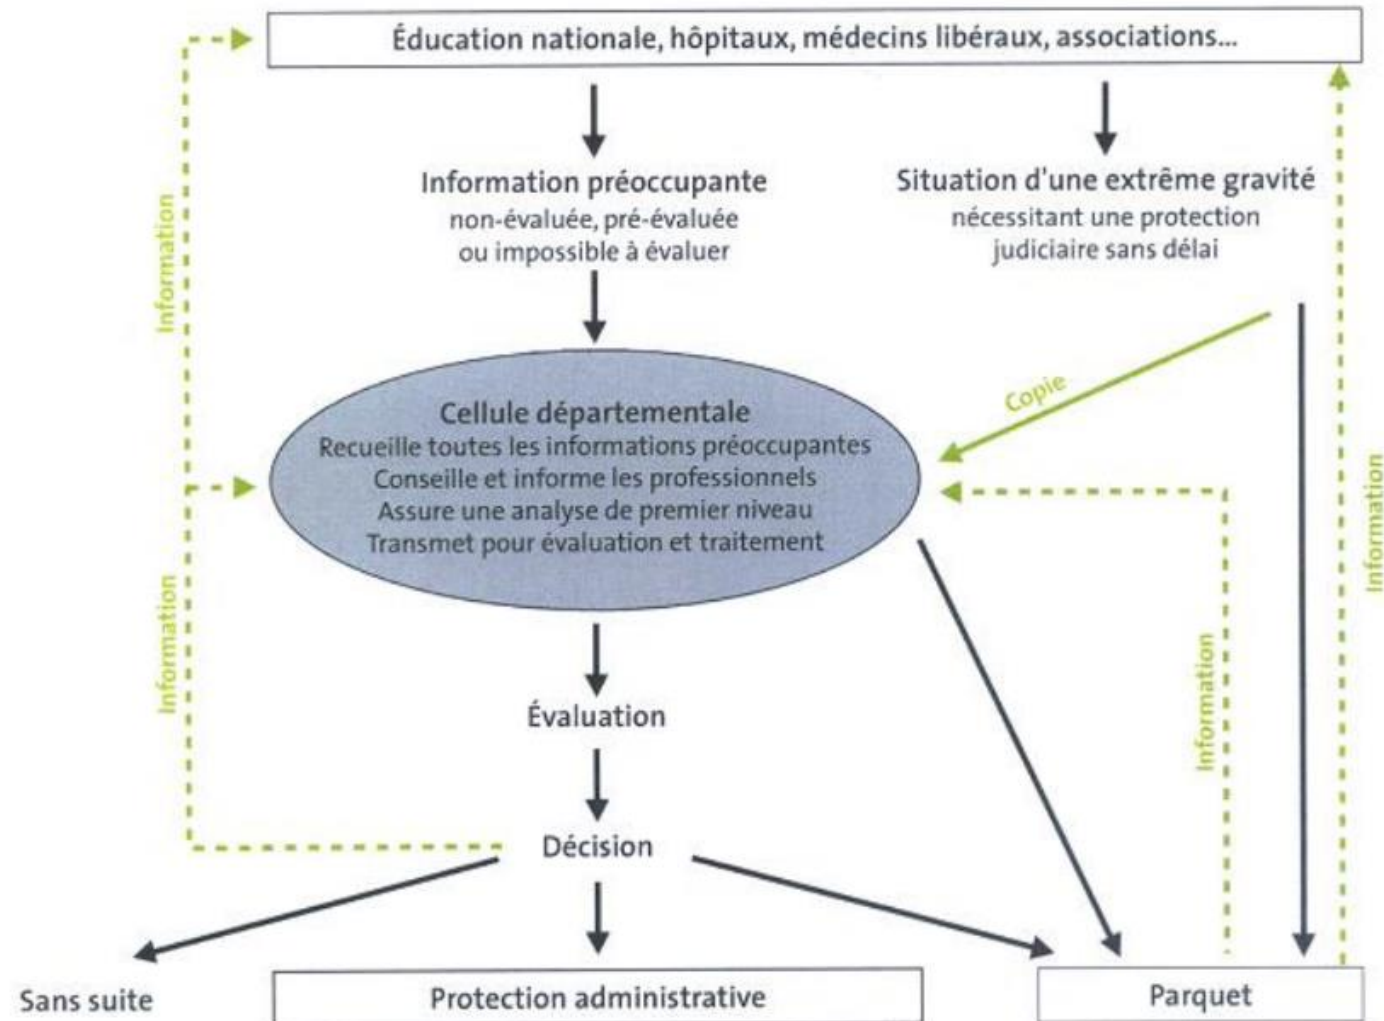 Éducation nationale, hôpitaux, médecins libéraux, associations...
Information préoccupante
non-évaluée, pré-évaluée
ou impossible à évaluer
Situation d'une extrême gravité
nécessitant une protection
judiciaire sans délai
Information
Copie
Cellule départementale
Recueille toutes les informations préoccupantes
Conseille et informe les professionnels
Assure une analyse de premier niveau
Transmet pour évaluation et traitement
Information
Information
Information
Évaluation
Décision
Sans suite
Protection administrative
Parquet